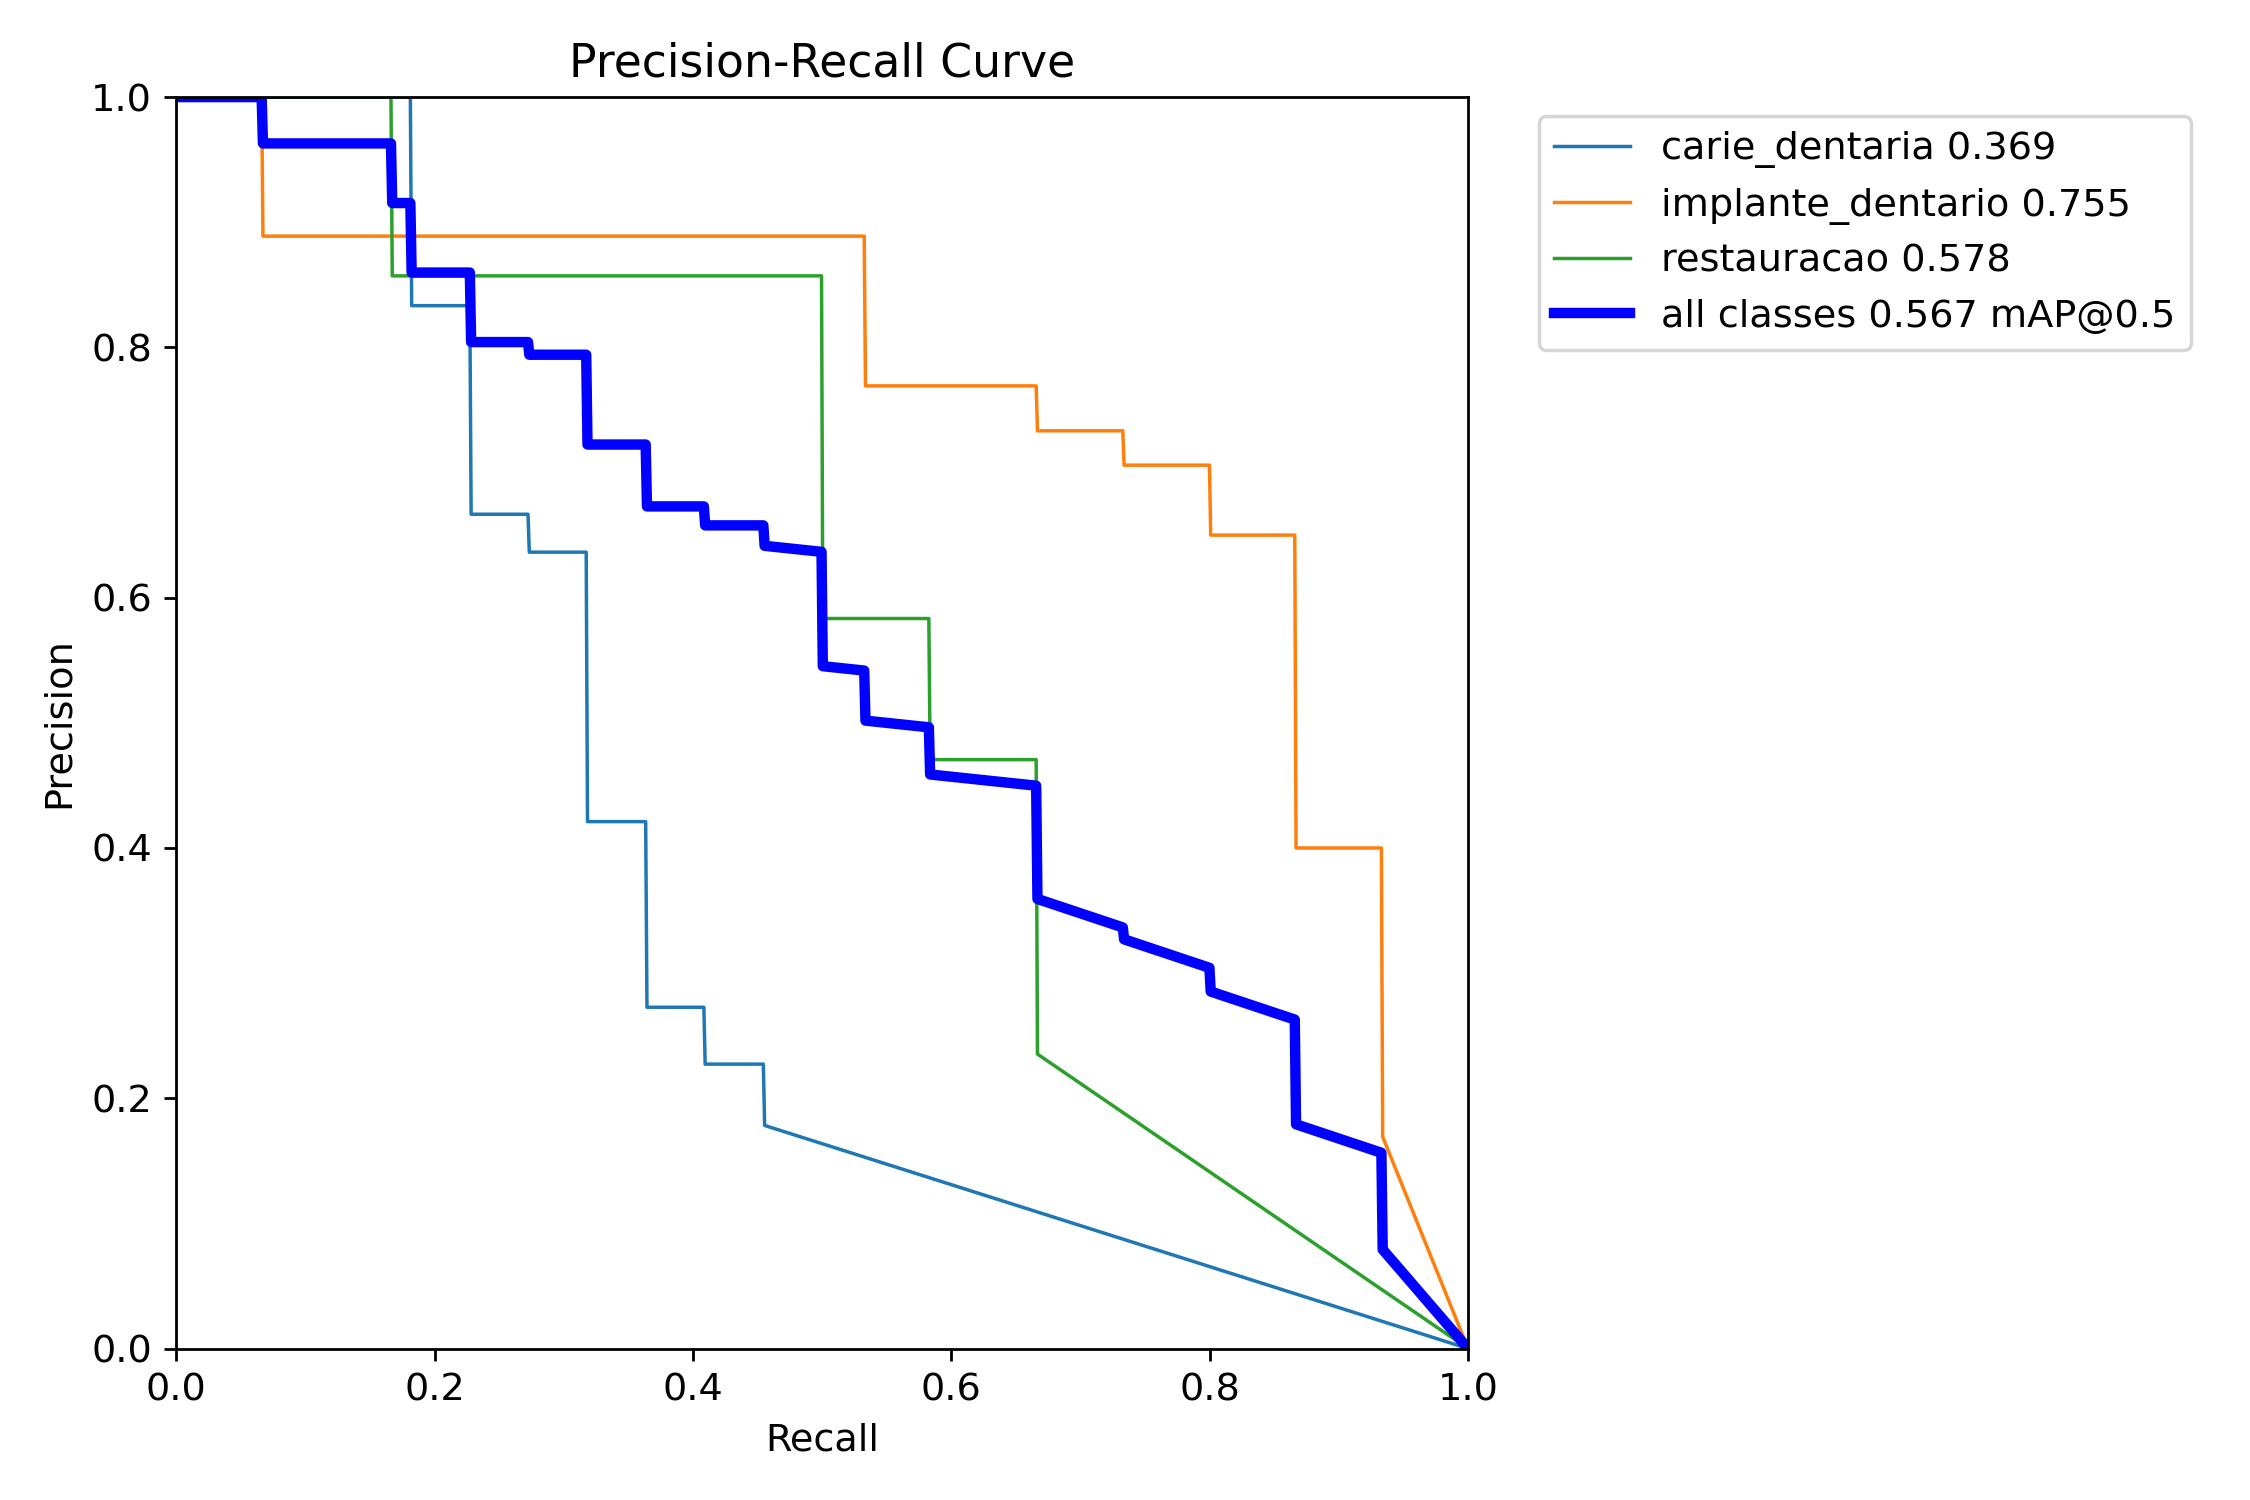 Precision-Recall Curve
1.0
0.8
0.6
0.4
0.2
0.0
Precision
0.0 0.2 0.4 0.6 0.8 1.0
Recall
carie_dentaria 0.369
implante_dentario 0.755
restauracao 0.578
all classes 0.567 mAP@0.5